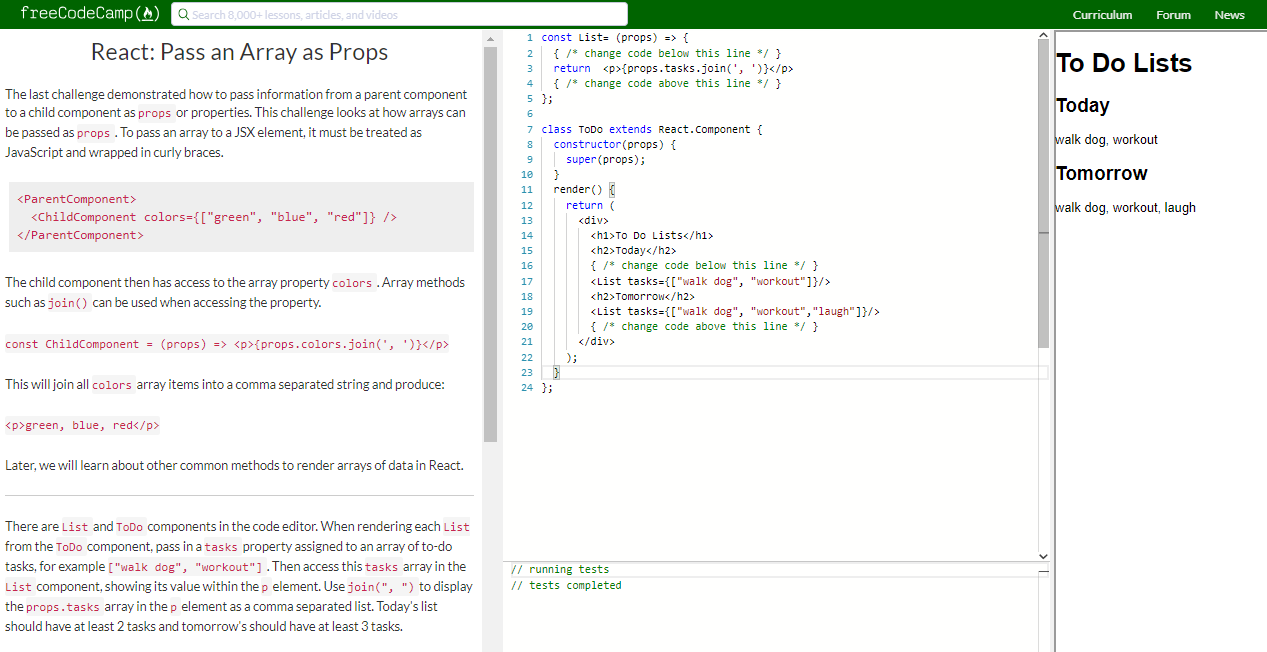 freeCodeCamp
Search 8,000+ lessons, articles, and videos
Curriculum
Forum
News
React: Pass an Array as Props
The last challenge demonstrated how to pass information from a parent component
to a child component as props or properties. This challenge looks at how arrays can
be passed as props . To pass an array to a JSX element, it must be treated as
JavaScript and wrapped in curly braces.
<ParentComponent>
<ChildComponent colors={["green", "blue", "red"]} />
</ParentComponent>
The child component then has access to the array property colors . Array methods
such as join() can be used when accessing the property.
const ChildComponent = (props) => <p>{props.colors.join(', ')}</p>
This will join all colors array items into a comma separated string and produce:
<p>green, blue, red</p>
Later, we will learn about other common methods to render arrays of data in React.
There are List and ToDo components in the code editor. When rendering each List
from the ToDo component, pass in a tasks property assigned to an array of to-do
tasks, for example ["walk dog", "workout"] . Then access this tasks array in the
List component, showing its value within the p element. Use join(", ") to display
the props.tasks array in the p element as a comma separated list. Today's list
should have at least 2 tasks and tomorrow's should have at least 3 tasks.
1 const List= (props) => {
2 { /* change code below this line */ }
3 return <p>{props.tasks.join(', ')}</p>
4 { /* change code above this line */ }
5 };
6
7 class ToDo extends React.Component {
8 constructor(props) {
9 super(props);
10 }
11 render() {
12 return (
13 <div>
14 <h1>To Do Lists</h1>
15 <h2>Today</h2>
16 { /* change code below this line */ }
17 <List tasks={["walk dog", "workout"]}/>
18 <h2>Tomorrow</h2>
19 <List tasks={["walk dog", "workout","laugh"]}/>
20 { /* change code above this line */ }
21 </div>
22 );
23 }
24 };
// running tests
// tests completed
To Do Lists
Today
walk dog, workout
Tomorrow
walk dog, workout, laugh